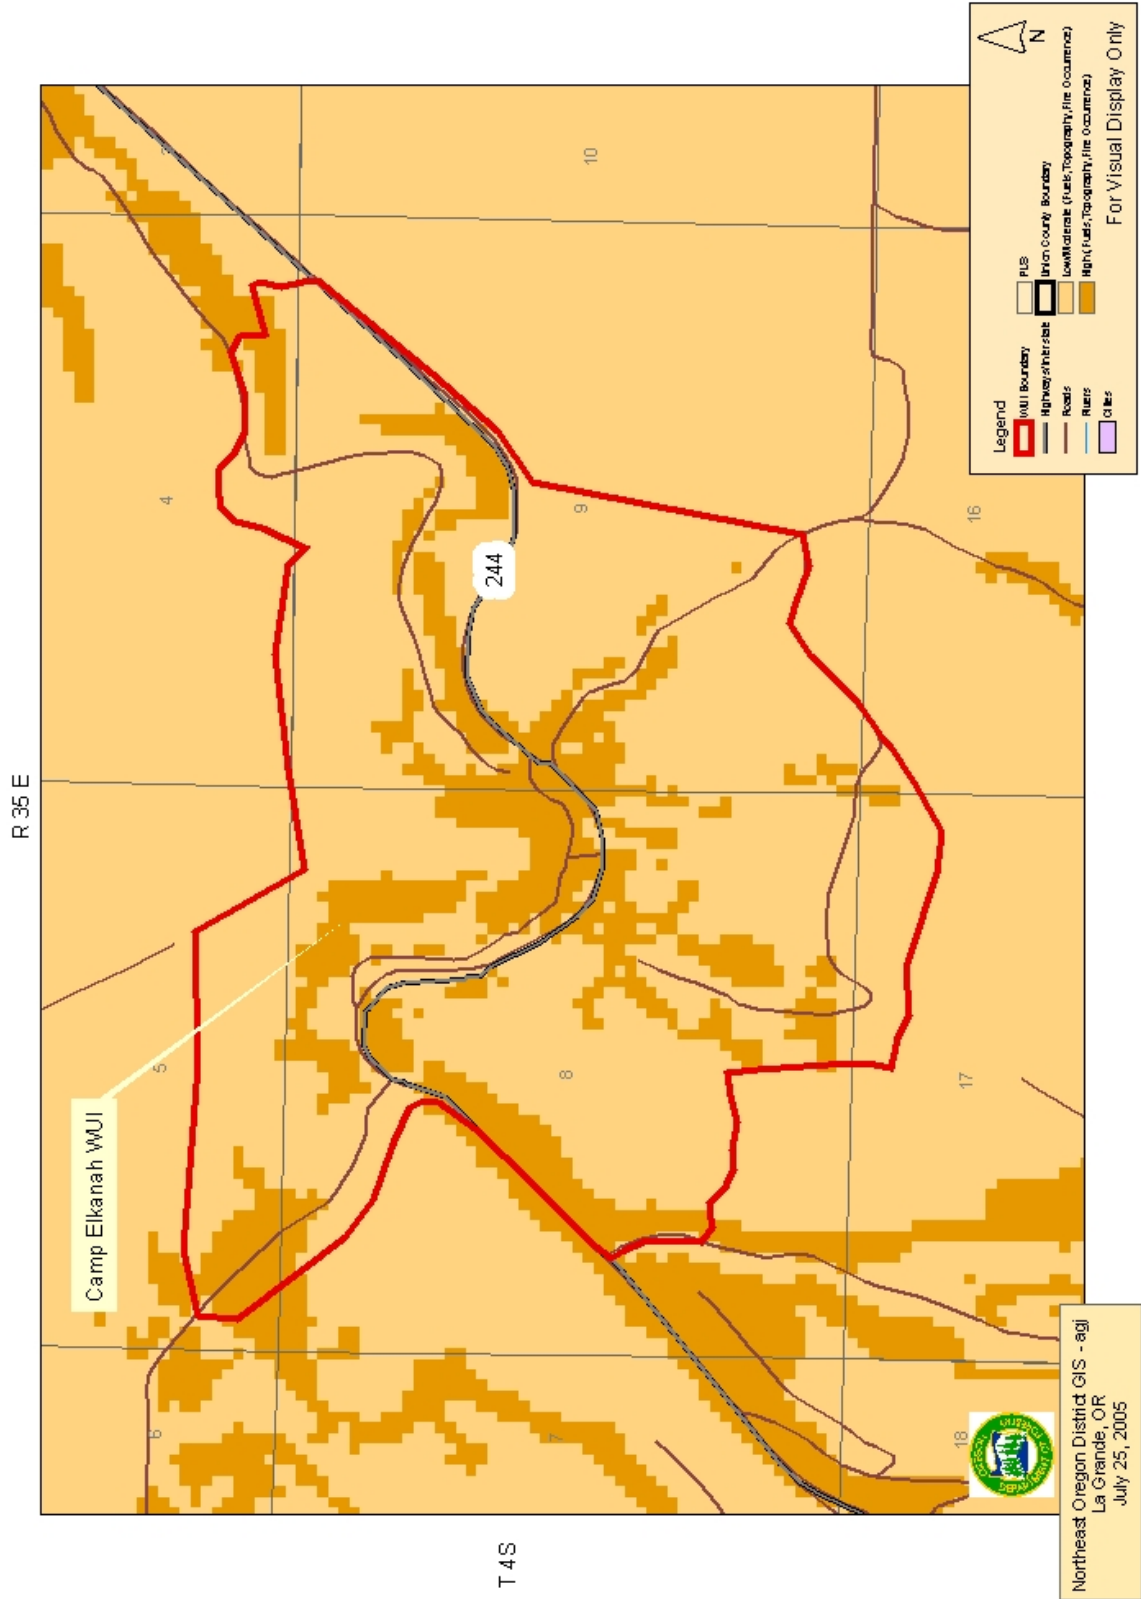 R 35 E
T 4 S
Camp Elkanah WUI
6
5
4
3
7
8
9
10
18
17
16
244
Northeast Oregon District GIS - agj
La Grande, OR
July 25, 2005
Legend
WUI Boundary
Highways/Interstate
Roads
Rivers
Cities
PLS
Union County Boundary
Low/Moderate (Fuels,Topography,Fire Occurrence)
High (Fuels,Topography,Fire Occurrence)
N
For Visual Display Only